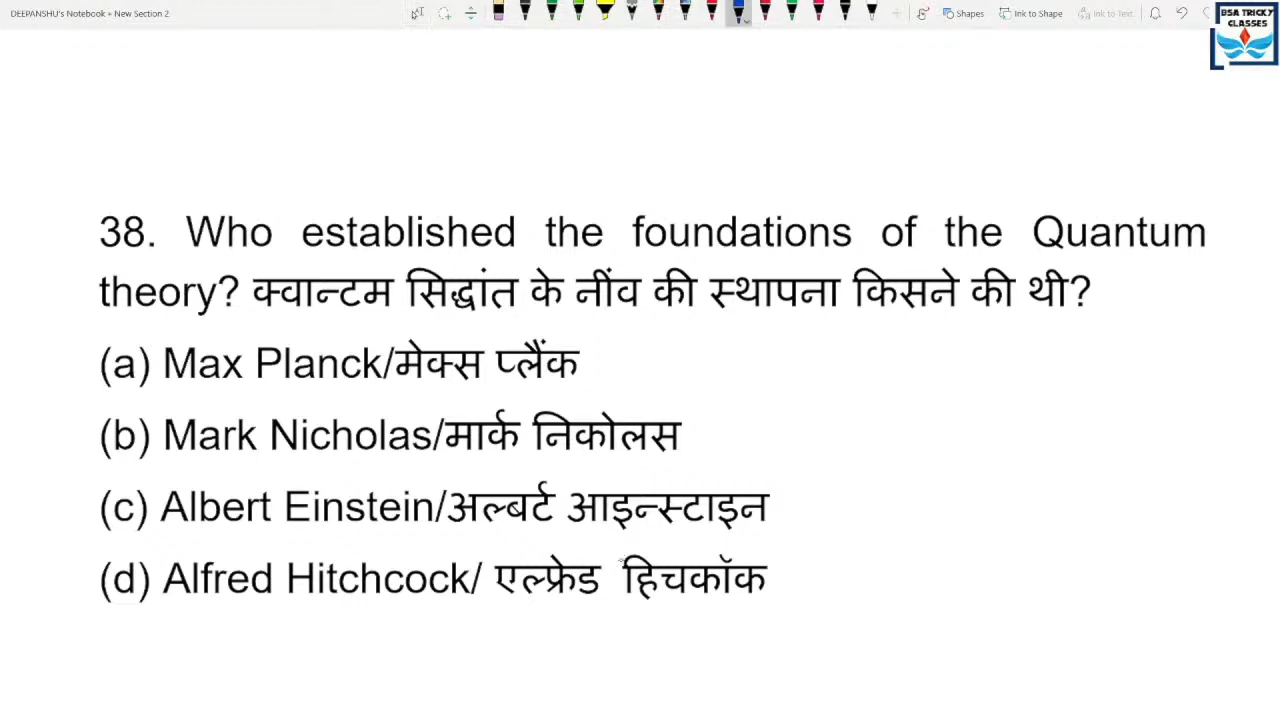 DEEPANSHU's Notebook • New Section 2
Shapes
Ink to Shape
Ink to Text
BSA TRICKY
CLASSES
38. Who established the foundations of the Quantum
theory? क्वान्टम सिद्धांत के नींव की स्थापना किसने की थी?
(a) Max Planck/मेक्स प्लैंक
(b) Mark Nicholas/मार्क निकोलस
(c) Albert Einstein/अल्बर्ट आइन्स्टाइन
(d) Alfred Hitchcock/ एल्फ्रेड हिचकॉक